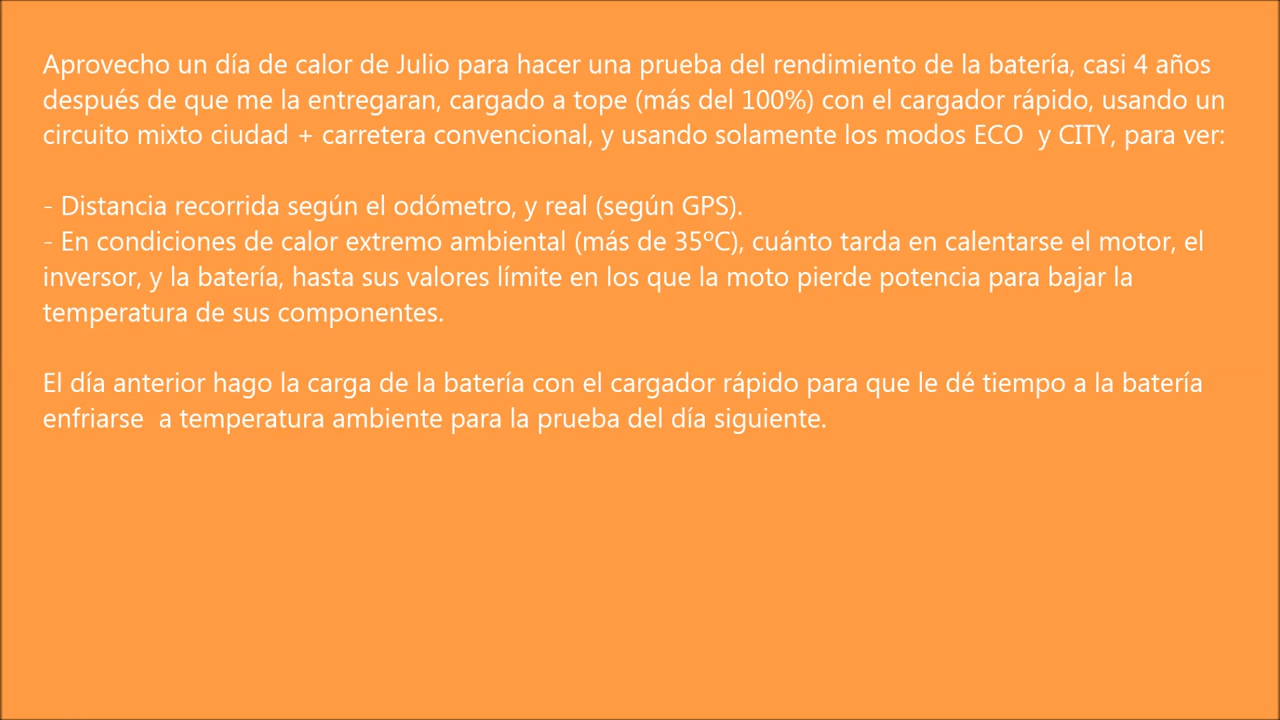 Aprovecho un día de calor de Julio para hacer una prueba del rendimiento de la batería, casi 4 años
después de que me la entregaran, cargado a tope (más del 100%) con el cargador rápido, usando un
circuito mixto ciudad + carretera convencional, y usando solamente los modos ECO  y CITY, para ver:
- Distancia recorrida según el odómetro, y real (según GPS).
- En condiciones de calor extremo ambiental (más de 35ºC), cuánto tarda en calentarse el motor, el
inversor, y la batería, hasta sus valores límite en los que la moto pierde potencia para bajar la
temperatura de sus componentes.
El día anterior hago la carga de la batería con el cargador rápido para que le dé tiempo a la batería
enfriarse  a temperatura ambiente para la prueba del día siguiente.